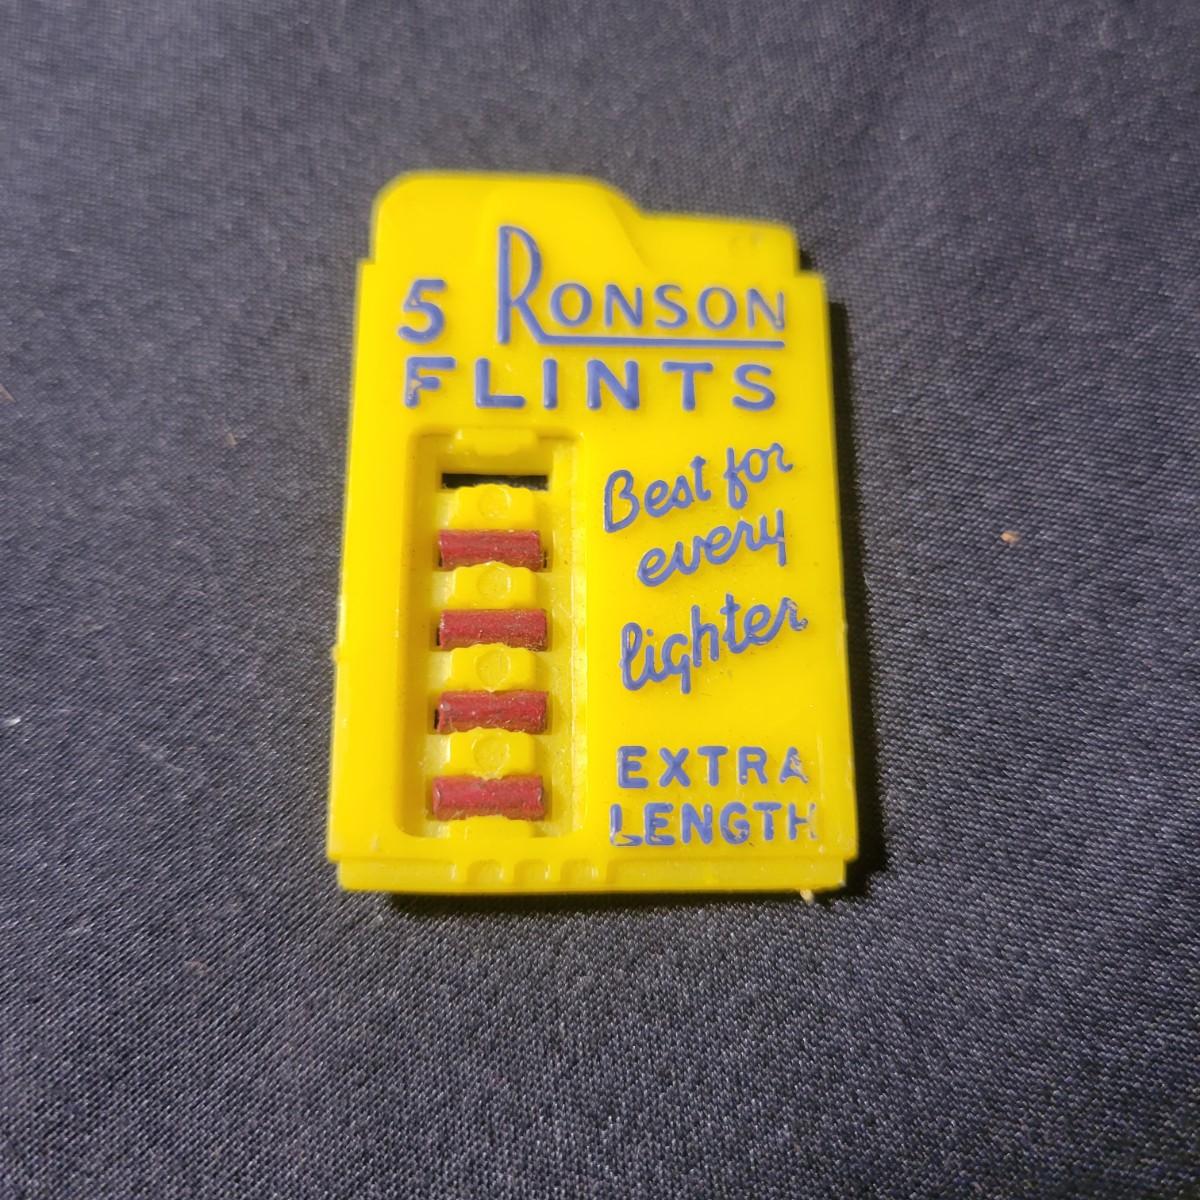 5 RONSON
FLINTS
Best for
every
lighter
EXTRA
LENGTH